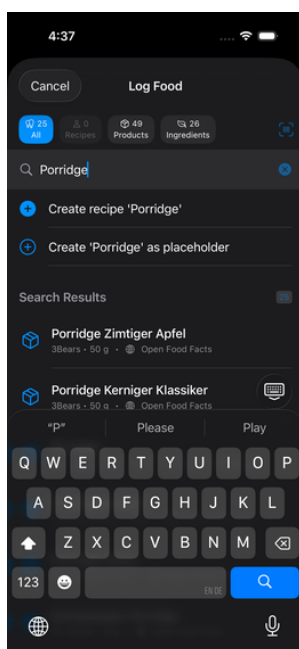 4:37
Cancel
Log Food
25
All
0
Recipes
49
Products
26
Ingredients
Porridge
Create recipe 'Porridge'
Create 'Porridge' as placeholder
Search Results
25
Porridge Zimtiger Apfel
3Bears • 50 g • Open Food Facts
Porridge Kerniger Klassiker
3Bears • 50 g • Open Food Facts
"P" Please Play
Q W E R T Y U I O P
A S D F G H J K L
Z X C V B N M
123
EN DE